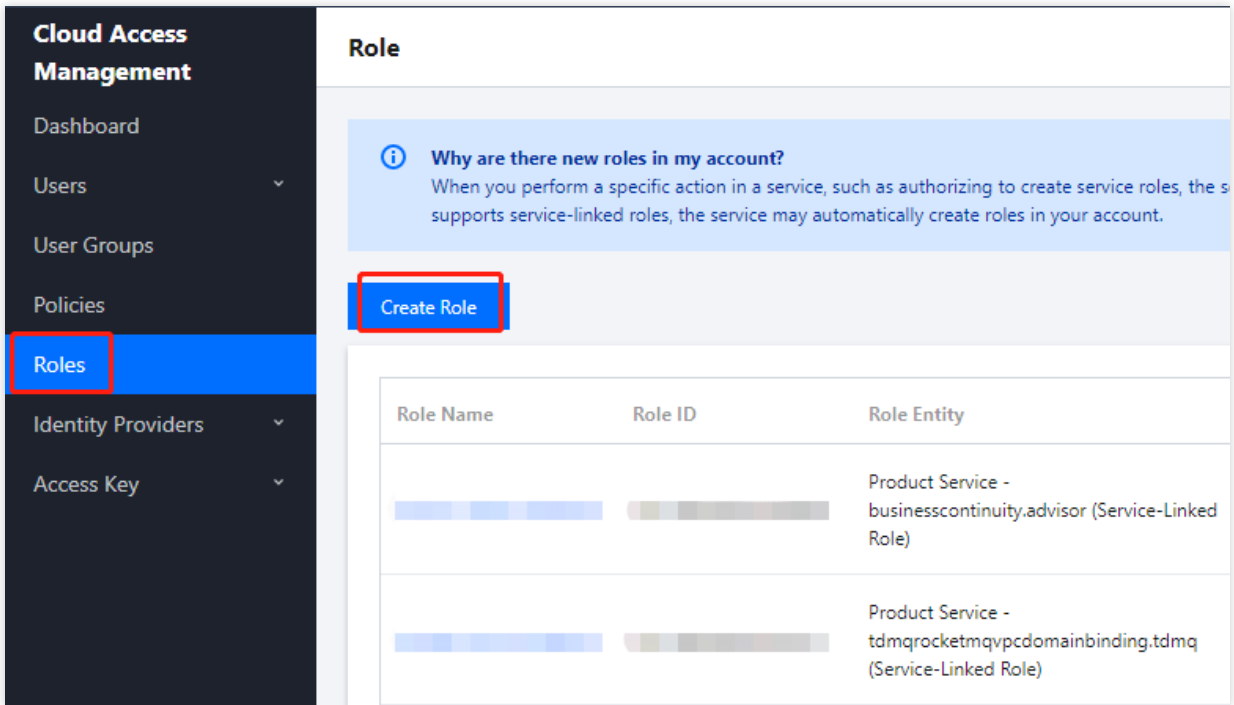 Cloud Access
Management
Dashboard
Users
User Groups
Policies
Roles
Identity Providers
Access Key
Role
Why are there new roles in my account?
When you perform a specific action in a service, such as authorizing to create service roles, the
supports service-linked roles, the service may automatically create roles in your account.
Create Role
Role Name
Role ID
Role Entity
Product Service -
businesscontinuity.advisor (Service-Linked
Role)
Product Service -
tdmqrocketmqvpcdomainbinding.tdmq
(Service-Linked Role)